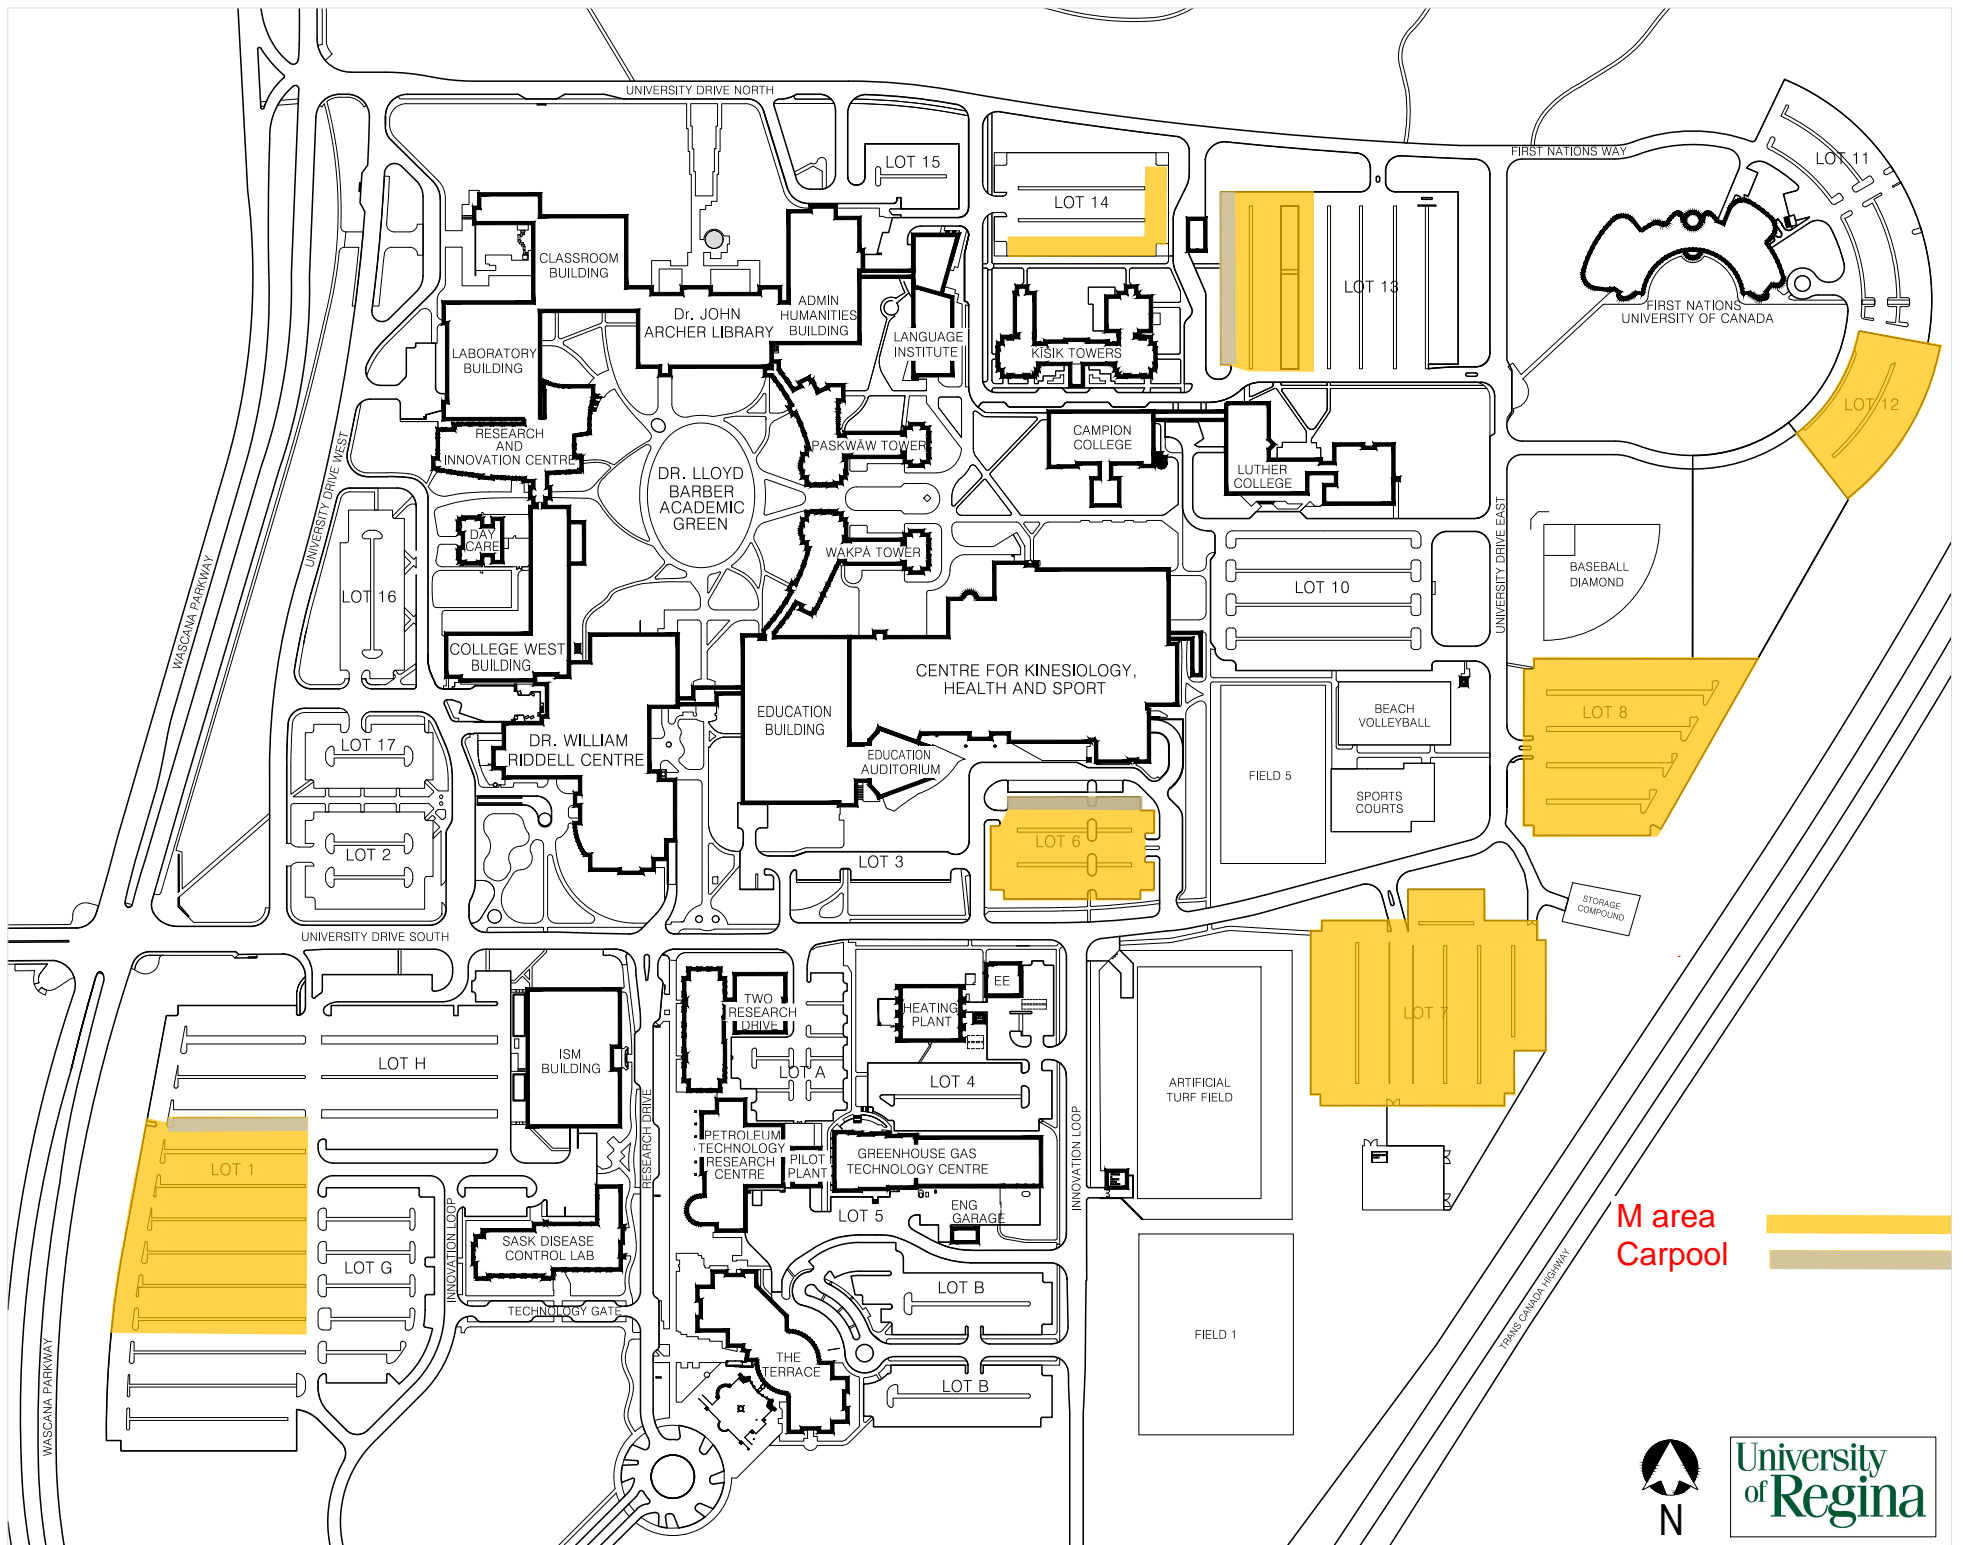 UNIVERSITY DRIVE NORTH
FIRST NATIONS WAY
LOT 15
LOT 11
LOT 14
CLASSROOM
BUILDING
LOT 13
ADMIN
HUMANITIES
BUILDING
Dr. JOHN
ARCHER LIBRARY
FIRST NATIONS
UNIVERSITY OF CANADA
LANGUAGE
INSTITUTE
KĪSIK TOWERS
LABORATORY
BUILDING
LOT 12
RESEARCH
AND
INNOVATION CENTRE
PASKWĀW TOWER
CAMPION
COLLEGE
LUTHER
COLLEGE
DR. LLOYD
BARBER
ACADEMIC
GREEN
UNIVERSITY DRIVE WEST
UNIVERSITY DRIVE EAST
DAY
CARE
WAKPĀ TOWER
BASEBALL
DIAMOND
LOT 16
LOT 10
WASCANA PARKWAY
COLLEGE WEST
BUILDING
CENTRE FOR KINESIOLOGY,
HEALTH AND SPORT
EDUCATION
BUILDING
BEACH
VOLLEYBALL
LOT 8
LOT 17
DR. WILLIAM
RIDDELL CENTRE
EDUCATION
AUDITORIUM
FIELD 5
SPORTS
COURTS
LOT 2
LOT 3
LOT 6
STORAGE
COMPOUND
UNIVERSITY DRIVE SOUTH
TWO
RESEARCH
DRIVE
HEATING
PLANT
EE
LOT 7
LOT H
ISM
BUILDING
LOT A
LOT 4
ARTIFICIAL
TURF FIELD
RESEARCH DRIVE
INNOVATION LOOP
LOT 1
PETROLEUM
TECHNOLOGY
RESEARCH
CENTRE
PILOT
PLANT
GREENHOUSE GAS
TECHNOLOGY CENTRE
LOT 5
ENG
GARAGE
M area
Carpool
INNOVATION LOOP
SASK DISEASE
CONTROL LAB
LOT G
LOT B
TECHNOLOGY GATE
TRANS CANADA HIGHWAY
FIELD 1
THE
TERRACE
LOT B
WASCANA PARKWAY
N
University
of Regina